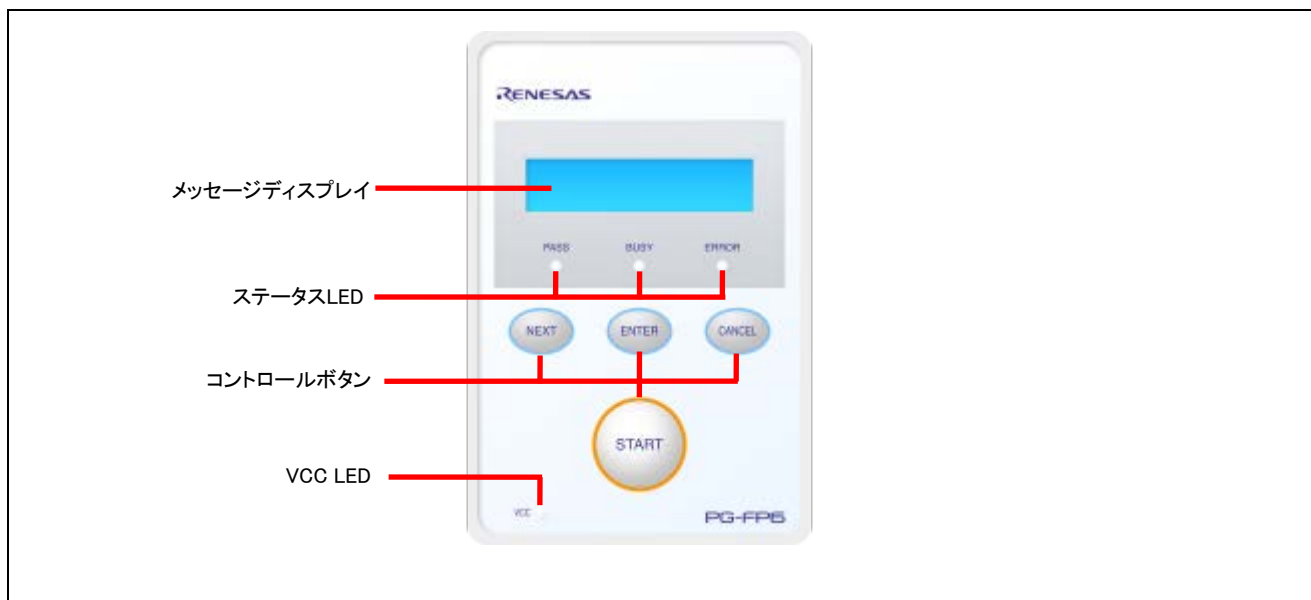 RENESAS
メッセージディスプレイ
PASS BUSY ERROR
ステータスLED
NEXT ENTER CANCEL
コントロールボタン
START
VCC LED
VCC
PG-FP6